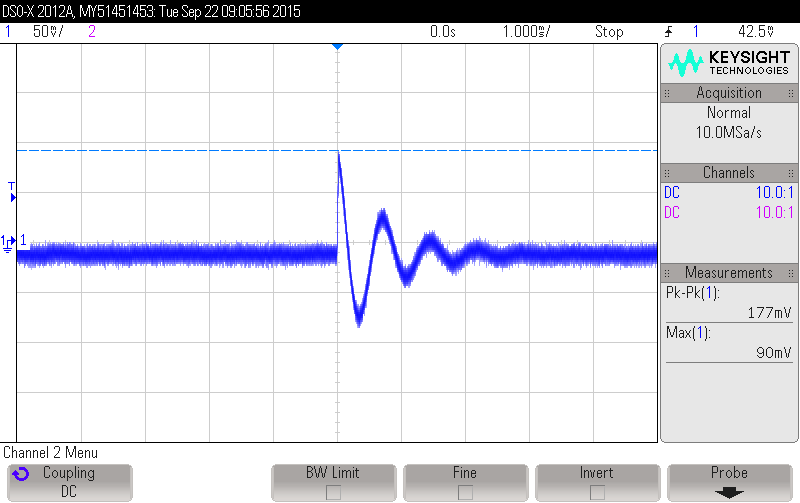 DSO-X 2012A, MY51451453: Tue Sep 22 09:05:56 2015
1 50mV/ 2 0.0s 1.000ms/ Stop 1 42.5mV
KEYSIGHT
TECHNOLOGIES
Acquisition
Normal
10.0MSa/s
Channels
DC 10.0:1
DC 10.0:1
Measurements
Pk-Pk(1):
177mV
Max(1):
90mV
T
1 1
Channel 2 Menu
Coupling
DC
BW Limit
Fine
Invert
Probe